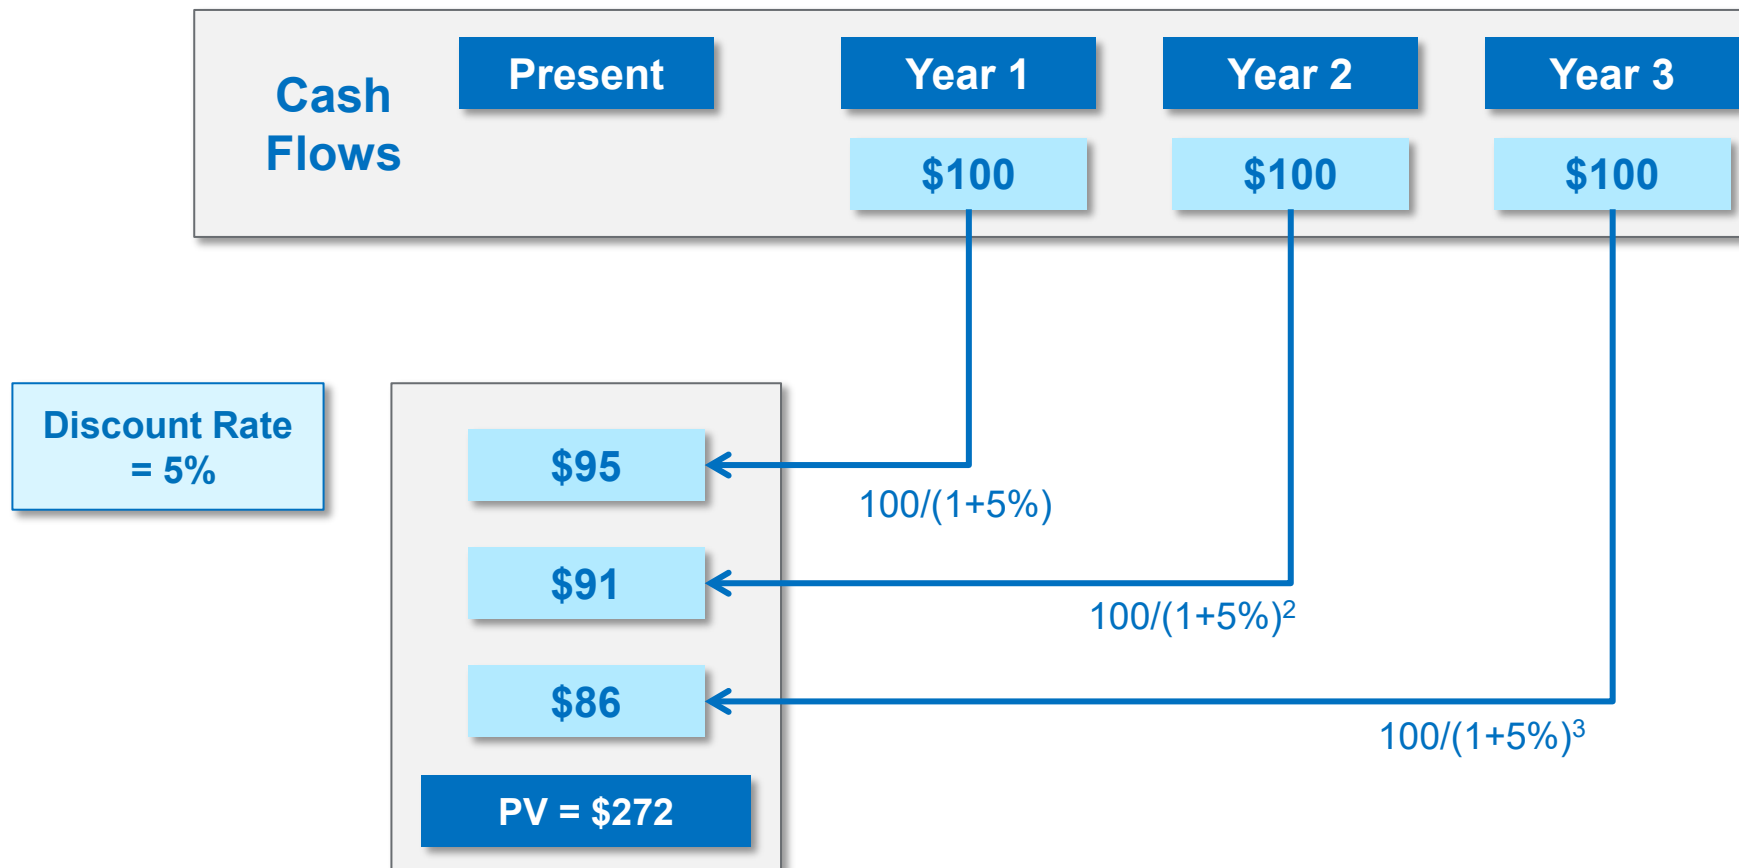 Cash
Flows
Present
Year 1
Year 2
Year 3
$100
$100
$100
Discount Rate
= 5%
$95
100/(1+5%)
$91
100/(1+5%)²
$86
100/(1+5%)³
PV = $272